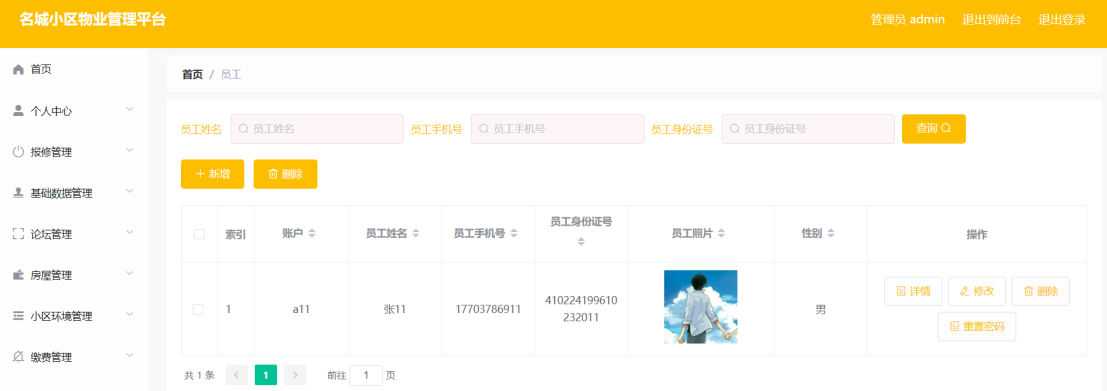 名城小区物业管理平台
管理员 admin 退出到前台 退出登录
首页
个人中心
报修管理
基础数据管理
论坛管理
房屋管理
小区环境管理
缴费管理
首页 / 员工
员工姓名 员工姓名 员工手机号 员工手机号 员工身份证号 员工身份证号 查询
+ 新增 删除
索引 账户 员工姓名 员工手机号 员工身份证号 员工照片 性别 操作
1 a11 张11 17703786911 410224199610 男 详情 修改 删除
232011 重置密码
共 1 条 < 1 > 前往 1 页